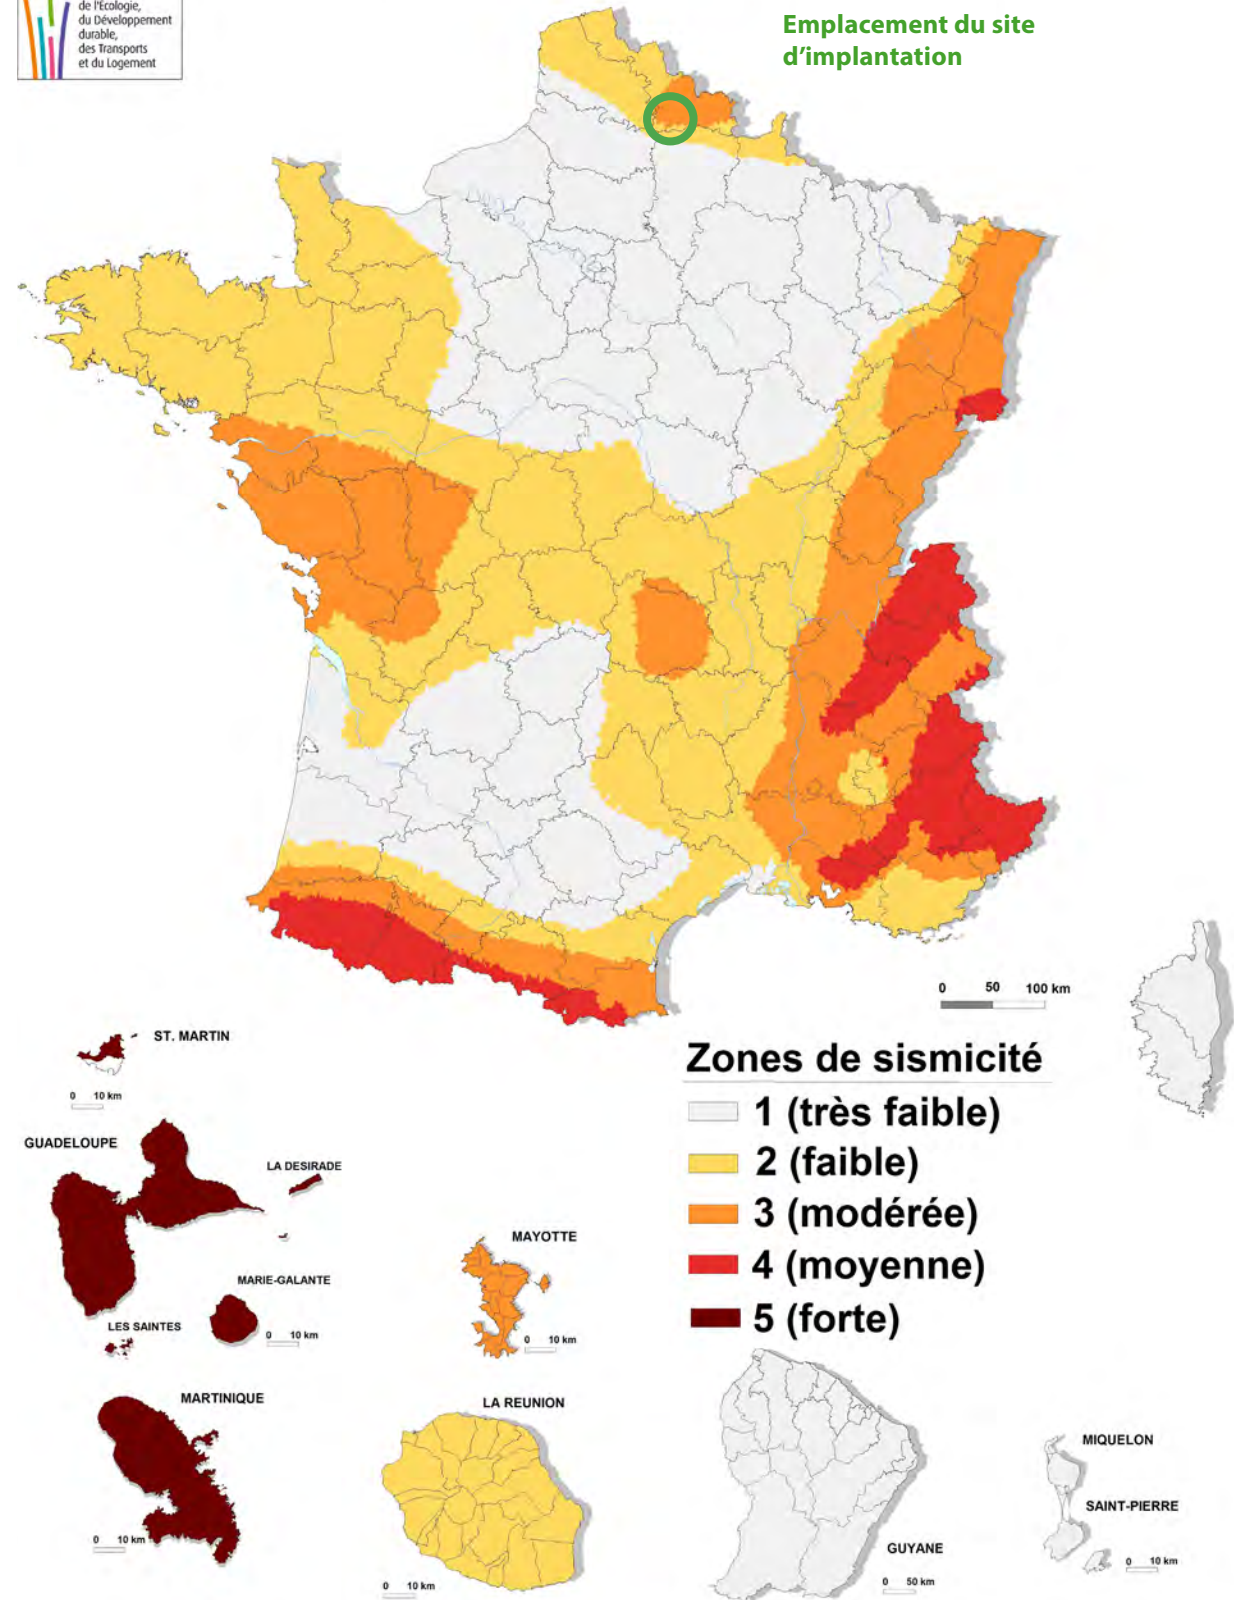 de l'Écologie,
du Développement
durable,
des Transports
et du Logement
Emplacement du site
d'implantation
0 50 100 km
ST. MARTIN
0 10 km
GUADELOUPE
LA DESIRADE
MARIE-GALANTE
0 10 km
LES SAINTES
MARTINIQUE
0 10 km
MAYOTTE
0 10 km
LA REUNION
0 10 km
Zones de sismicité
1 (très faible)
2 (faible)
3 (modérée)
4 (moyenne)
5 (forte)
GUYANE
0 50 km
MIQUELON
SAINT-PIERRE
0 10 km